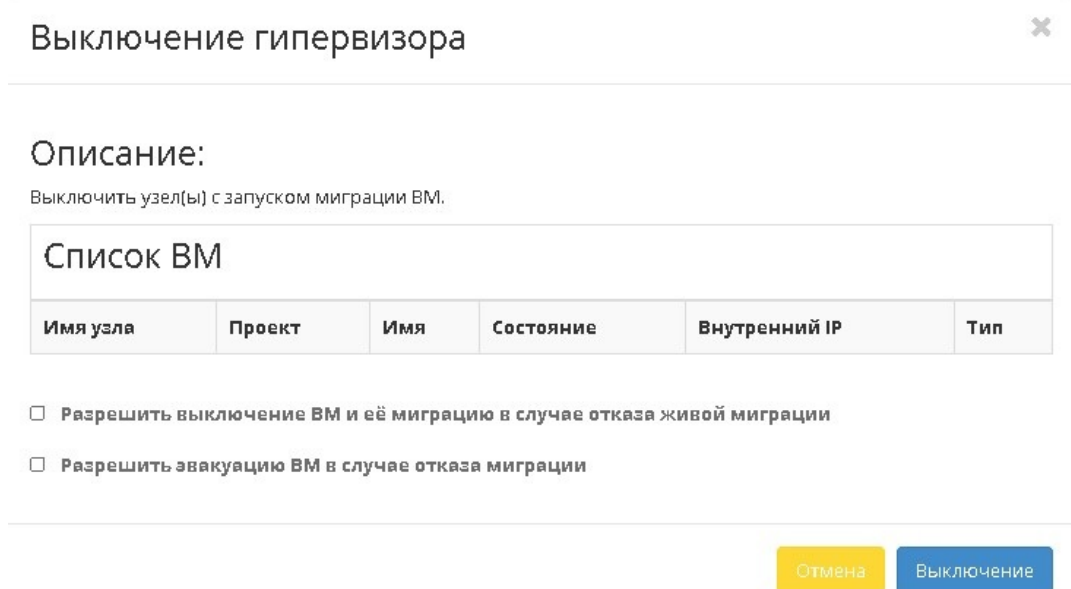 Выключение гипервизора
Описание:
Выключить узел(ы) с запуском миграции ВМ.
Список ВМ
Имя узла Проект Имя Состояние Внутренний IP Тип
Разрешить выключение ВМ и её миграцию в случае отказа живой миграции
Разрешить эвакуацию ВМ в случае отказа миграции
Отмена Выключение